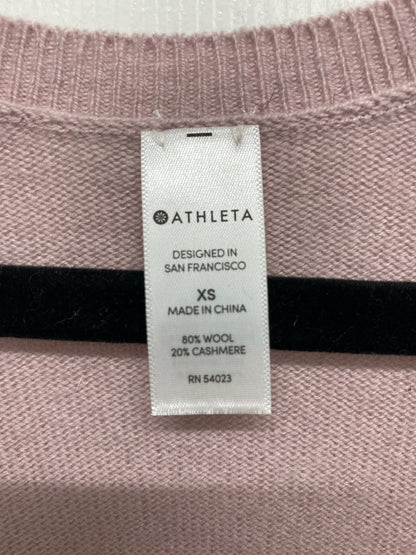 ATHLETA
DESIGNED IN
SAN FRANCISCO
XS
MADE IN CHINA
80% WOOL
20% CASHMERE
RN 54023